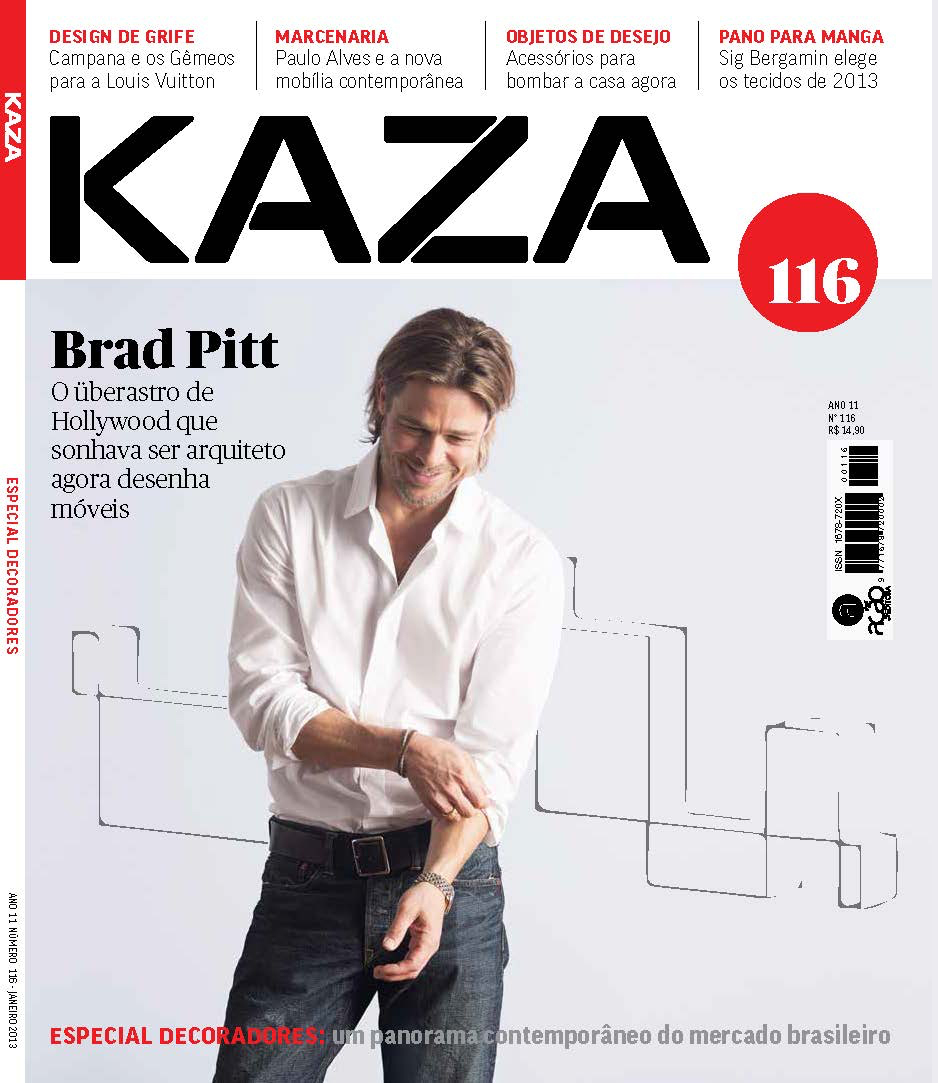 DESIGN DE GRIFE
Campana e os Gêmeos
para a Louis Vuitton
MARCENARIA
Paulo Alves e a nova
mobília contemporânea
OBJETOS DE DESEJO
Acessórios para
bombar a casa agora
PANO PARA MANGA
Sig Bergamin elege
os tecidos de 2013
KAZA
KAZA
116
Brad Pitt
O überastro de
Hollywood que
sonhava ser arquiteto
agora desenha
móveis
ANO 11
N° 116
R$ 14,90
00116
ISSN 1678-720X
ESPECIAL DECORADORES
ANO 11 NÚMERO 116 - JANEIRO 2013
ESPECIAL DECORADORES: um panorama contemporâneo do mercado brasileiro